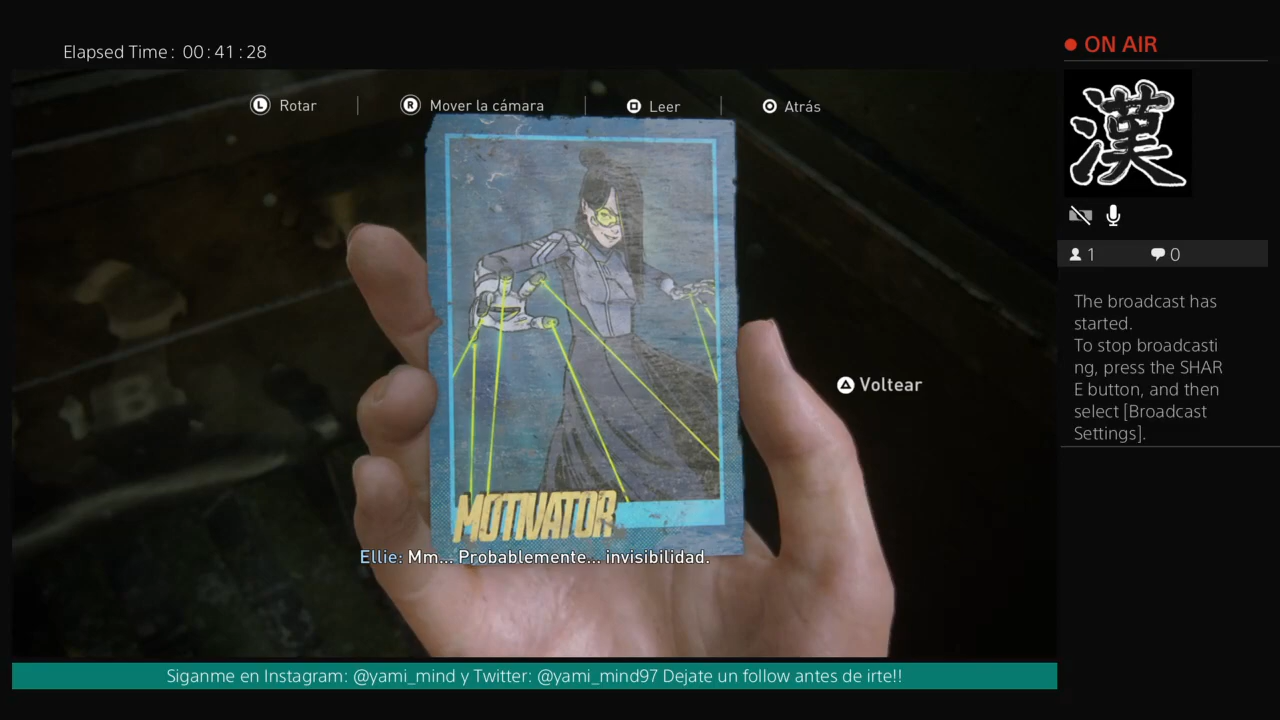 Elapsed Time: 00:41:28
ON AIR
L Rotar
R Mover la cámara
Leer
Atrás
漢
1
0
The broadcast has
started.
To stop broadcasti
ng, press the SHAR
E button, and then
select [Broadcast
Settings].
Voltear
MOTIVATOR
Ellie: Mm... Probablemente... invisibilidad.
Siganme en Instagram: @yami_mind y Twitter: @yami_mind97 Dejate un follow antes de irte!!